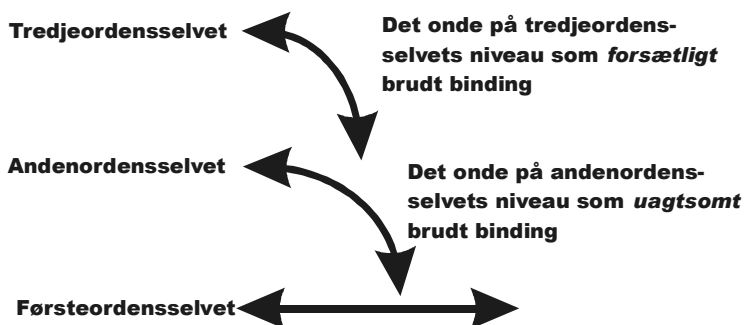 Tredjeordensselvet
Det onde på tredjeordens-
selvets niveau som forsætligt
brudt binding
Andenordensselvet
Det onde på andenordens-
selvets niveau som uagtsomt
brudt binding
Førsteordensselvet